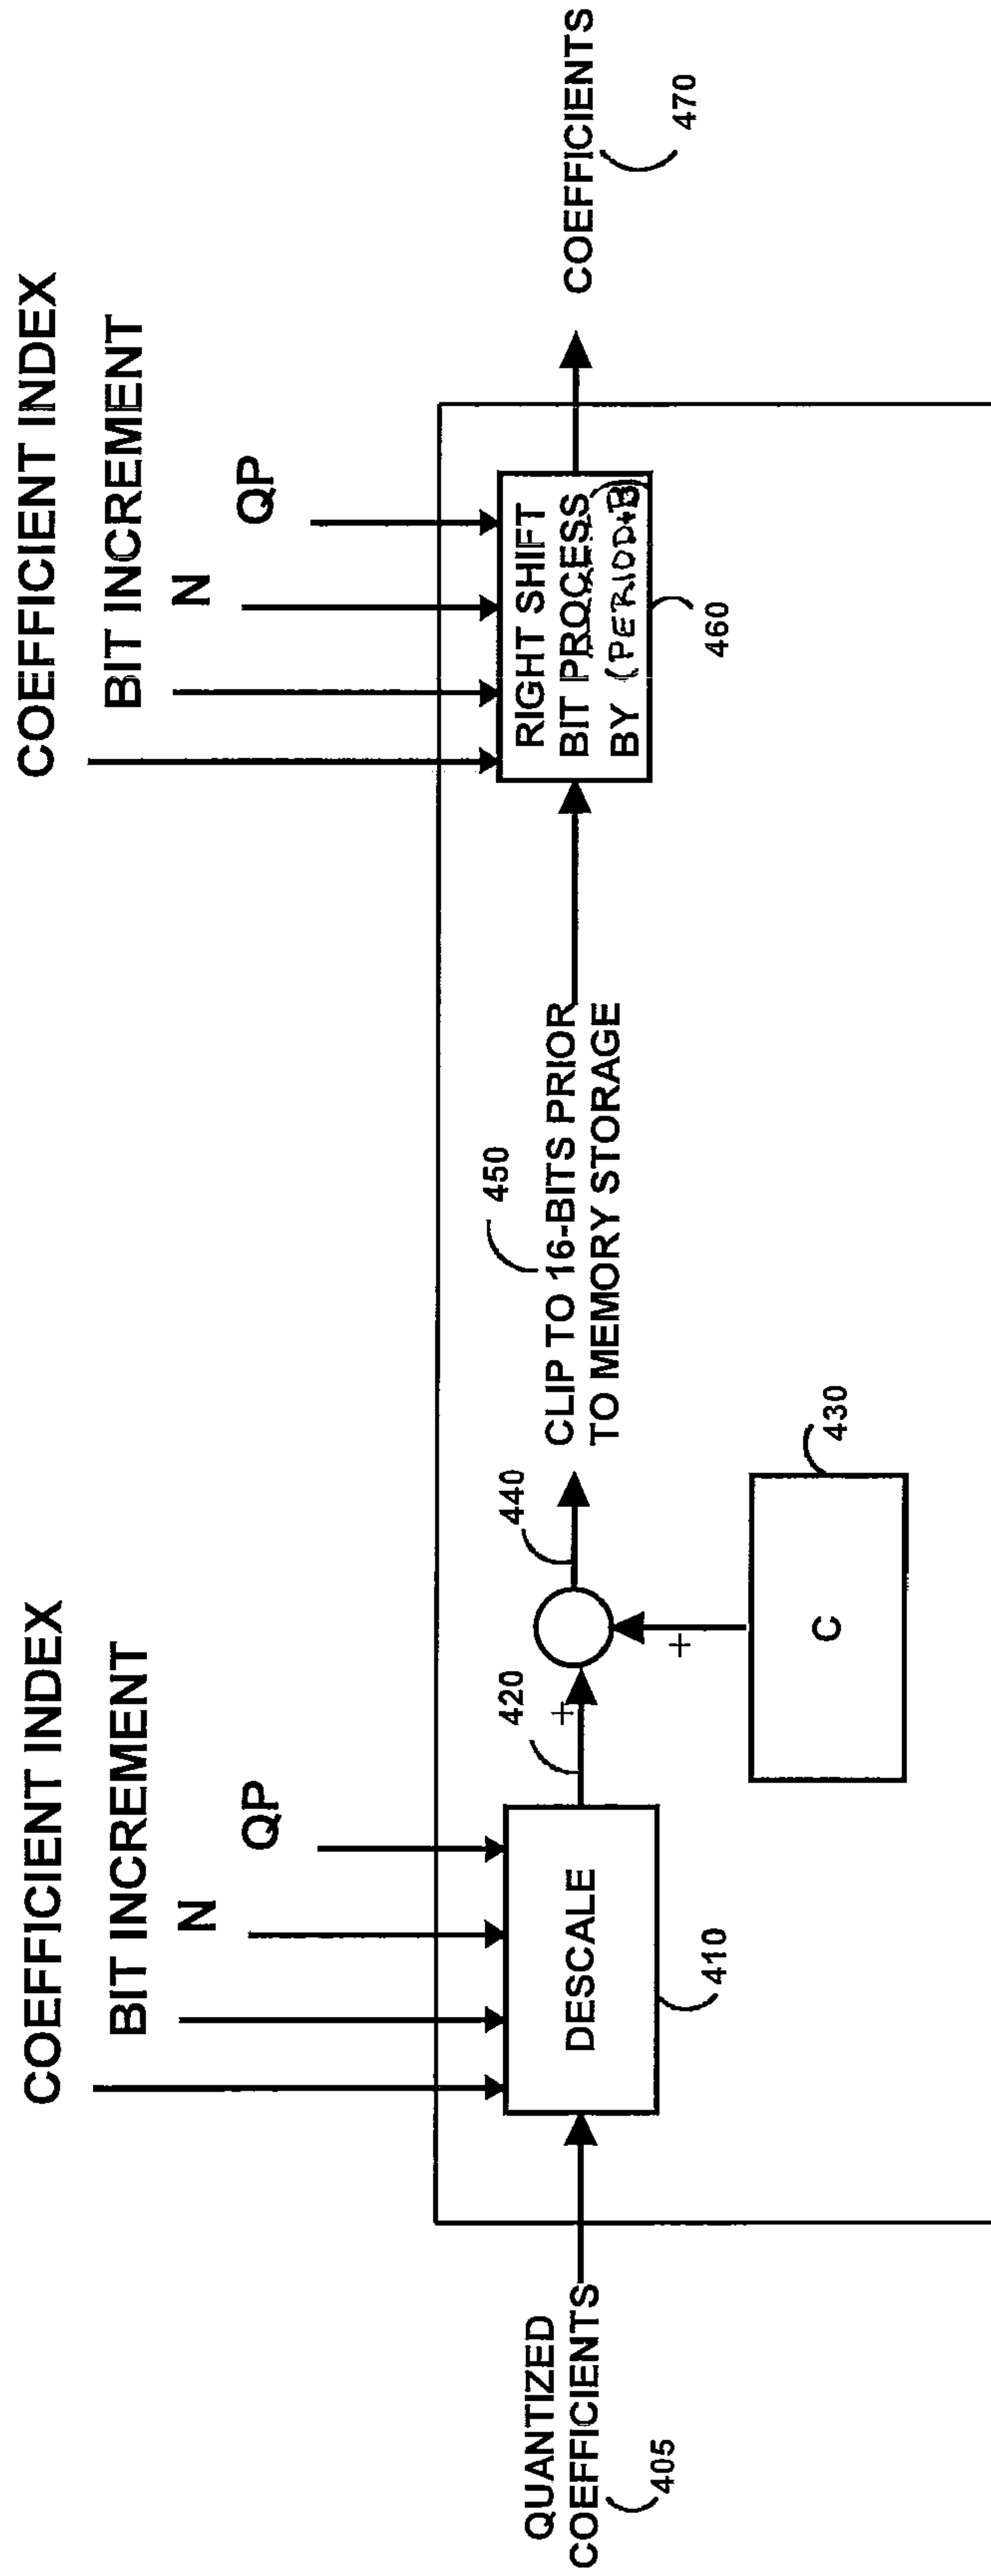 COEFFICIENT INDEX
BIT INCREMENT
N
QP
COEFFICIENT INDEX
BIT INCREMENT
N
QP
QUANTIZED
COEFFICIENTS
405
DESCALE
410
420
+
+
440
C
430
450
CLIP TO 16-BITS PRIOR
TO MEMORY STORAGE
RIGHT SHIFT
BIT PROCESS
BY (PERIOD+B)
460
COEFFICIENTS
470